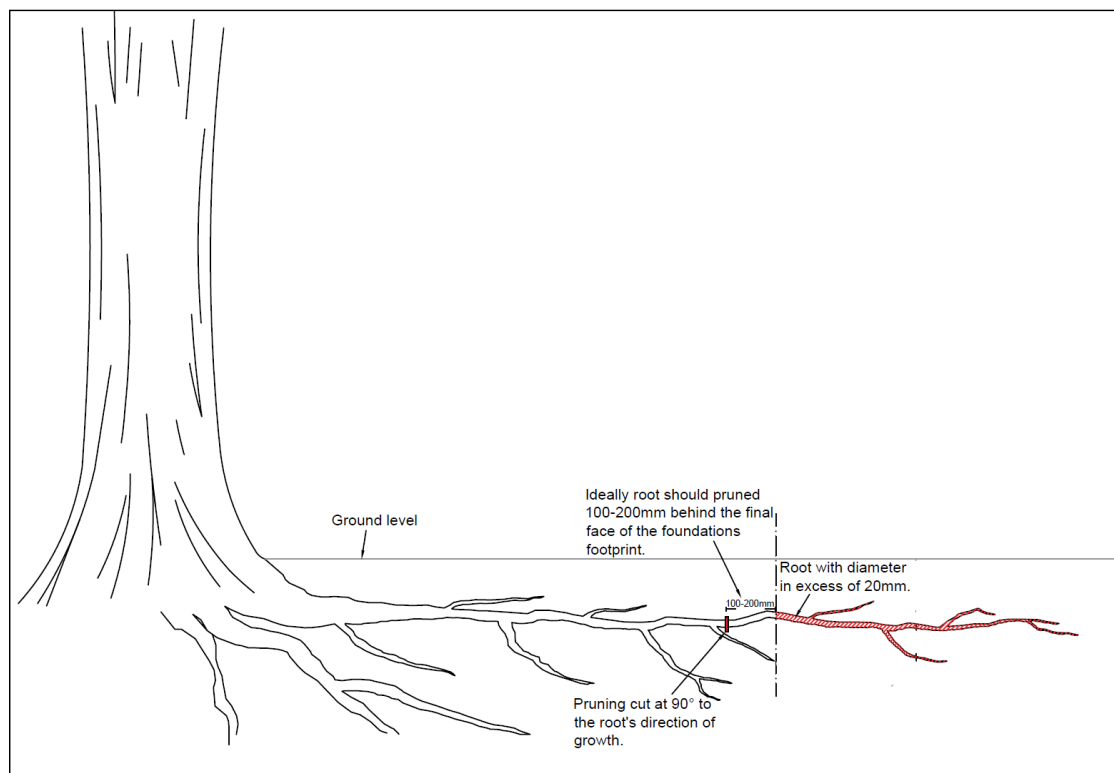 Ideally root should pruned
100-200mm behind the final
face of the foundations
footprint.
Ground level
Root with diameter
in excess of 20mm.
100-200mm
Pruning cut at 90° to
the root's direction of
growth.